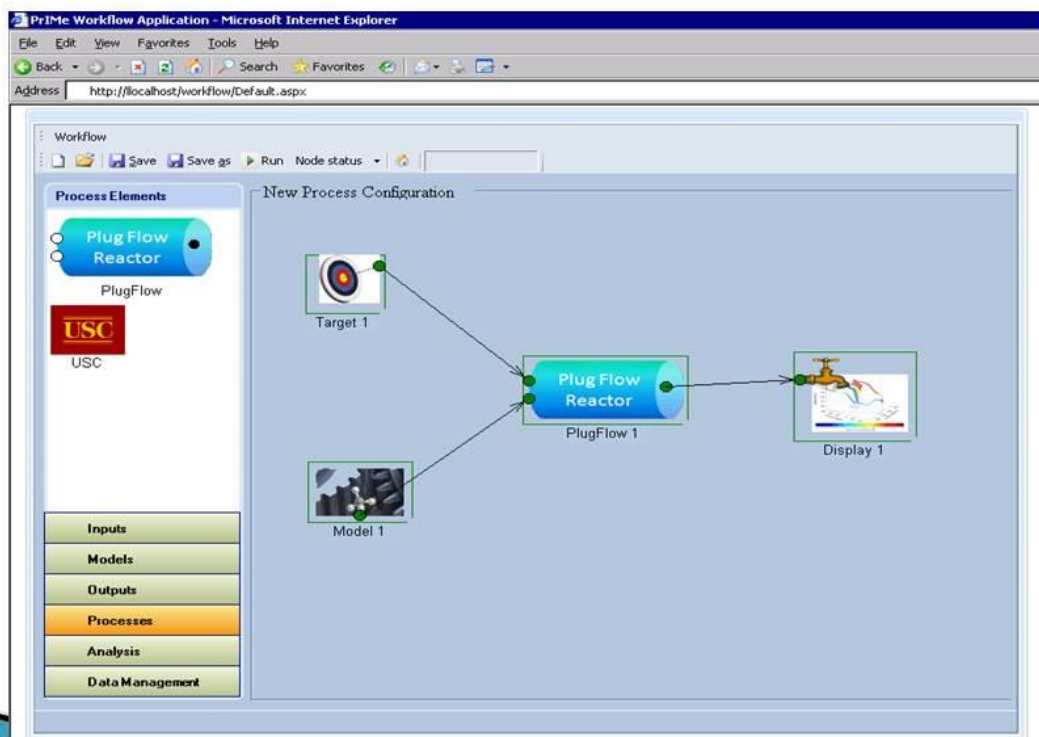 PrIMe Workflow Application - Microsoft Internet Explorer
File Edit View Favorites Tools Help
Back Search Favorites
Address http://localhost/workflow/Default.aspx
Workflow
Save Save as Run Node status
Process Elements
Plug Flow
Reactor
PlugFlow
USC
USC
Inputs
Models
Outputs
Processes
Analysis
Data Management
New Process Configuration
Target 1
Model 1
Plug Flow
Reactor
PlugFlow 1
Display 1